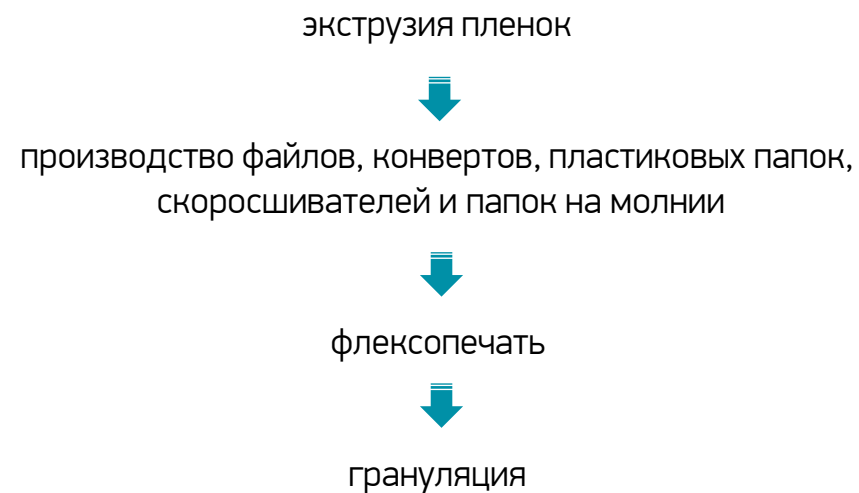 экструзия пленок
производство файлов, конвертов, пластиковых папок,
скоросшивателей и папок на молнии
флексопечать
грануляция